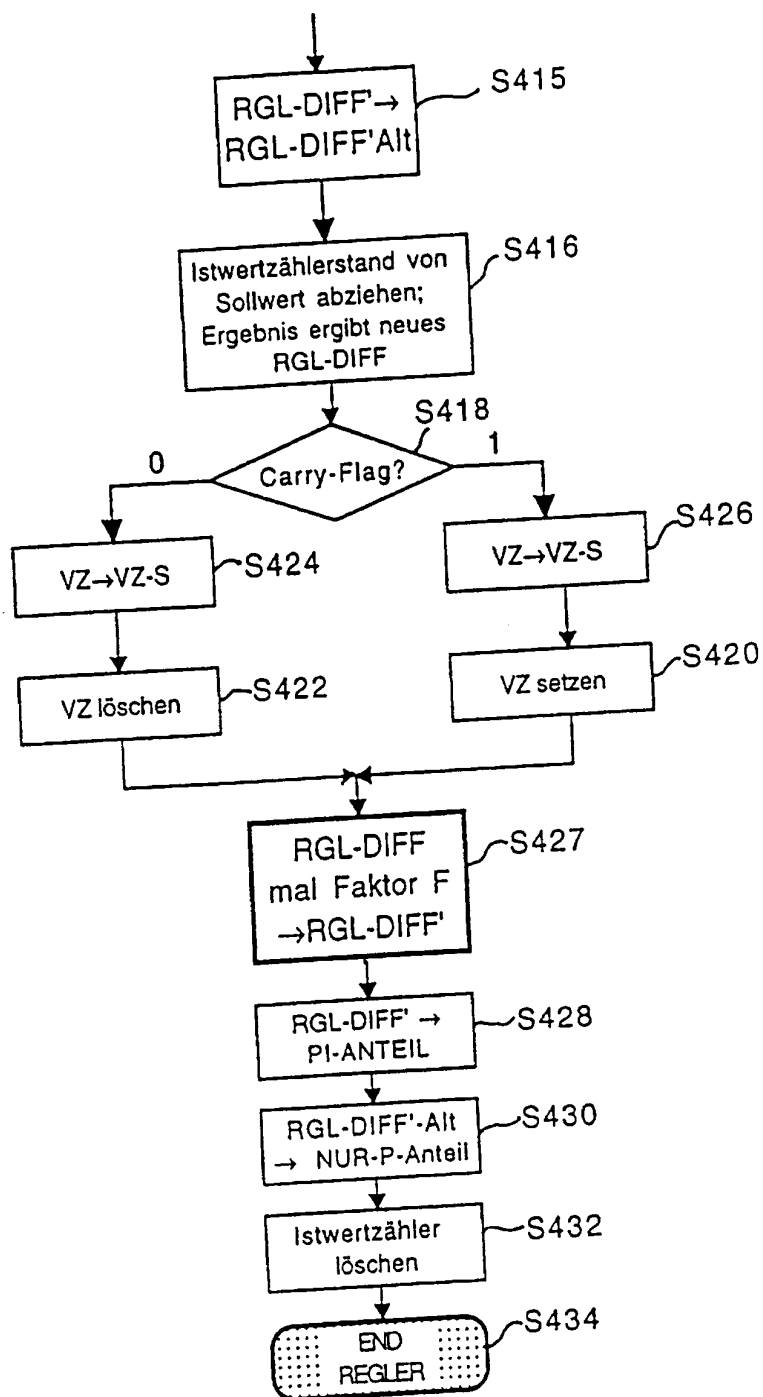 RGL-DIFF'→
RGL-DIFF'Alt
S415
Istwertzählerstand von
Sollwert abziehen;
Ergebnis ergibt neues
RGL-DIFF
S416
Carry-Flag?
S418
0
1
VZ→VZ-S
S424
VZ→VZ-S
S426
VZ löschen
S422
VZ setzen
S420
RGL-DIFF
mal Faktor F
→RGL-DIFF'
S427
RGL-DIFF' →
PI-ANTEIL
S428
RGL-DIFF'-Alt
→ NUR-P-Anteil
S430
Istwertzähler
löschen
S432
END
REGLER
S434